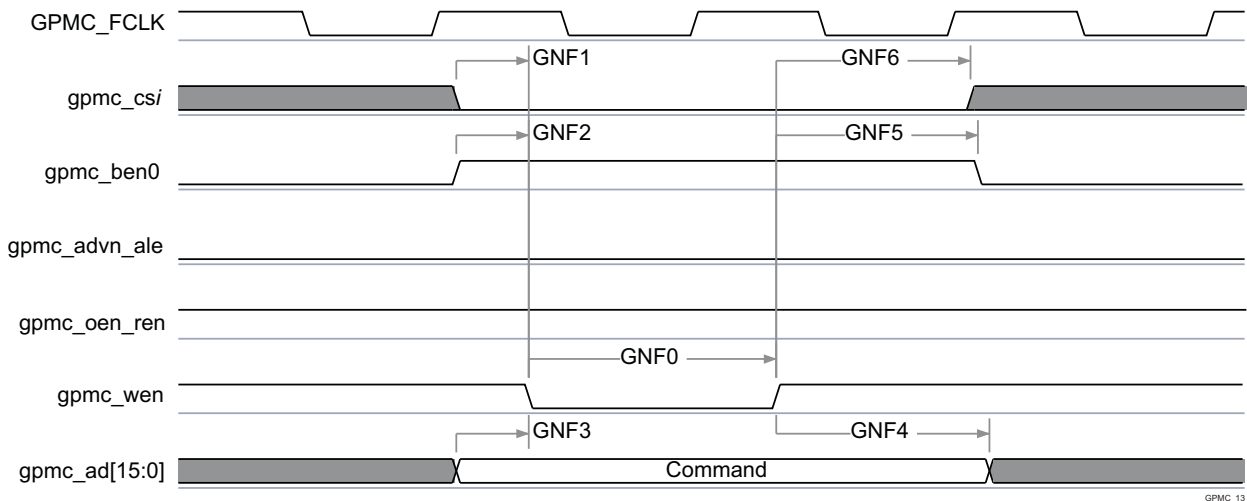 GPMC_FCLK
GNF1
GNF6
gpmc_csi
GNF2
GNF5
gpmc_ben0
gpmc_advn_ale
gpmc_oen_ren
GNF0
gpmc_wen
GNF3
GNF4
gpmc_ad[15:0]
Command
GPMC_13